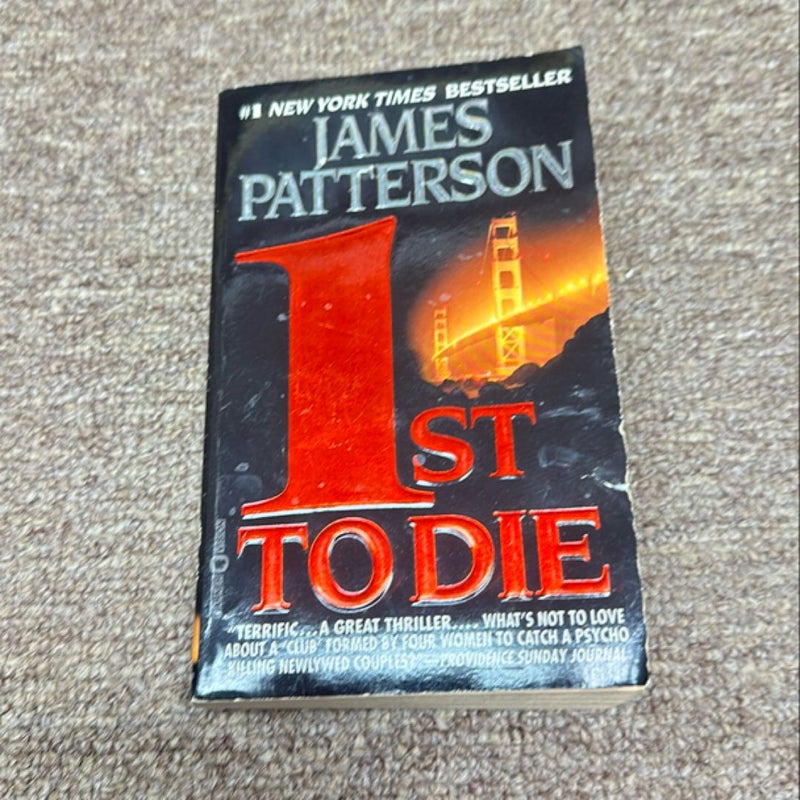 #1 NEW YORK TIMES BESTSELLER
JAMES
PATTERSON
1ST
TO DIE
"TERRIFIC...A GREAT THRILLER.... WHAT'S NOT TO LOVE
ABOUT A 'CLUB' FORMED BY FOUR WOMEN TO CATCH A PSYCHO
KILLING NEWLYWED COUPLES?"—PROVIDENCE SUNDAY JOURNAL